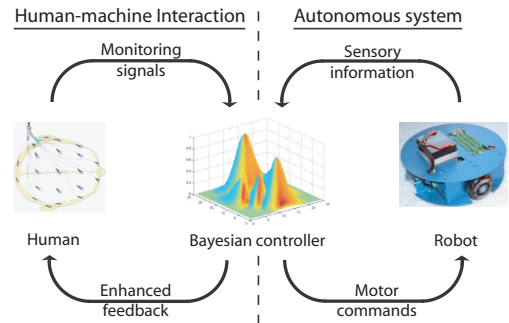 Human-machine Interaction
Autonomous system
Monitoring
signals
Sensory
information
Human
Bayesian controller
Robot
Enhanced
feedback
Motor
commands